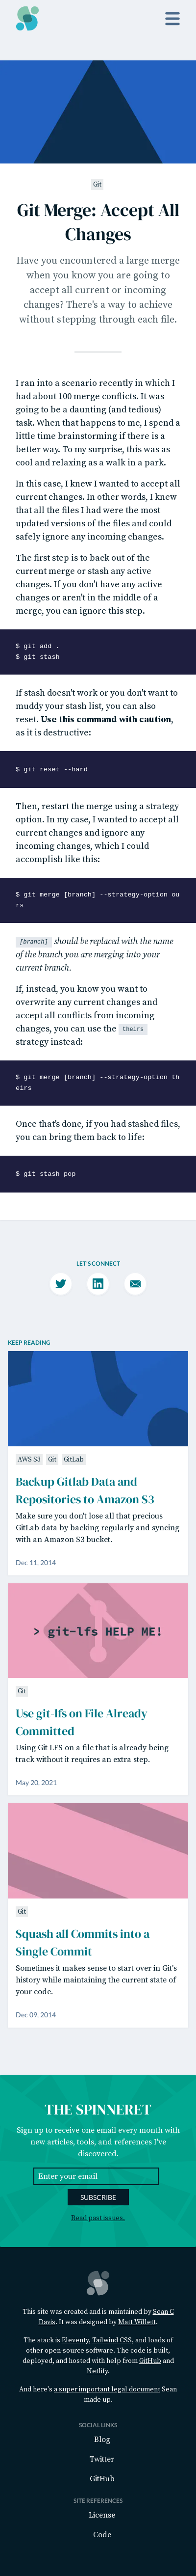 Git
Git Merge: Accept All
Changes
Have you encountered a large merge
when you know you are going to
accept all current or incoming
changes? There's a way to achieve
without stepping through each file.
I ran into a scenario recently in which I
had about 100 merge conflicts. It was
going to be a daunting (and tedious)
task. When that happens to me, I spend a
little time brainstorming if there is a
better way. To my surprise, this was as
cool and relaxing as a walk in a park.
In this case, I knew I wanted to accept all
current changes. In other words, I knew
that all the files I had were the most
updated versions of the files and could
safely ignore any incoming changes.
The first step is to back out of the
current merge or stash any active
changes. If you don't have any active
changes or aren't in the middle of a
merge, you can ignore this step.
$ git add .
$ git stash
If stash doesn't work or you don't want to
muddy your stash list, you can also
reset. Use this command with caution,
as it is destructive:
$ git reset --hard
Then, restart the merge using a strategy
option. In my case, I wanted to accept all
current changes and ignore any
incoming changes, which I could
accomplish like this:
$ git merge [branch] --strategy-option ou
rs
[branch] should be replaced with the name
of the branch you are merging into your
current branch.
If, instead, you know you want to
overwrite any current changes and
accept all conflicts from incoming
changes, you can use the theirs
strategy instead:
$ git merge [branch] --strategy-option th
eirs
Once that's done, if you had stashed files,
you can bring them back to life:
$ git stash pop
LET'S CONNECT
KEEP READING
AWS S3 Git GitLab
Backup Gitlab Data and
Repositories to Amazon S3
Make sure you don't lose all that precious
GitLab data by backing regularly and syncing
with an Amazon S3 bucket.
Dec 11, 2014
> git-lfs HELP ME!
Git
Use git-lfs on File Already
Committed
Using Git LFS on a file that is already being
track without it requires an extra step.
May 20, 2021
Git
Squash all Commits into a
Single Commit
Sometimes it makes sense to start over in Git's
history while maintaining the current state of
your code.
Dec 09, 2014
THE SPINNERET
Sign up to receive one email every month with
new articles, tools, and references I've
discovered.
Enter your email
SUBSCRIBE
Read past issues.
This site was created and is maintained by Sean C
Davis. It was designed by Matt Willett.
The stack is Eleventy, Tailwind CSS, and loads of
other open-source software. The code is built,
deployed, and hosted with help from GitHub and
Netlify.
And here's a super important legal document Sean
made up.
SOCIAL LINKS
Blog
Twitter
GitHub
SITE REFERENCES
License
Code